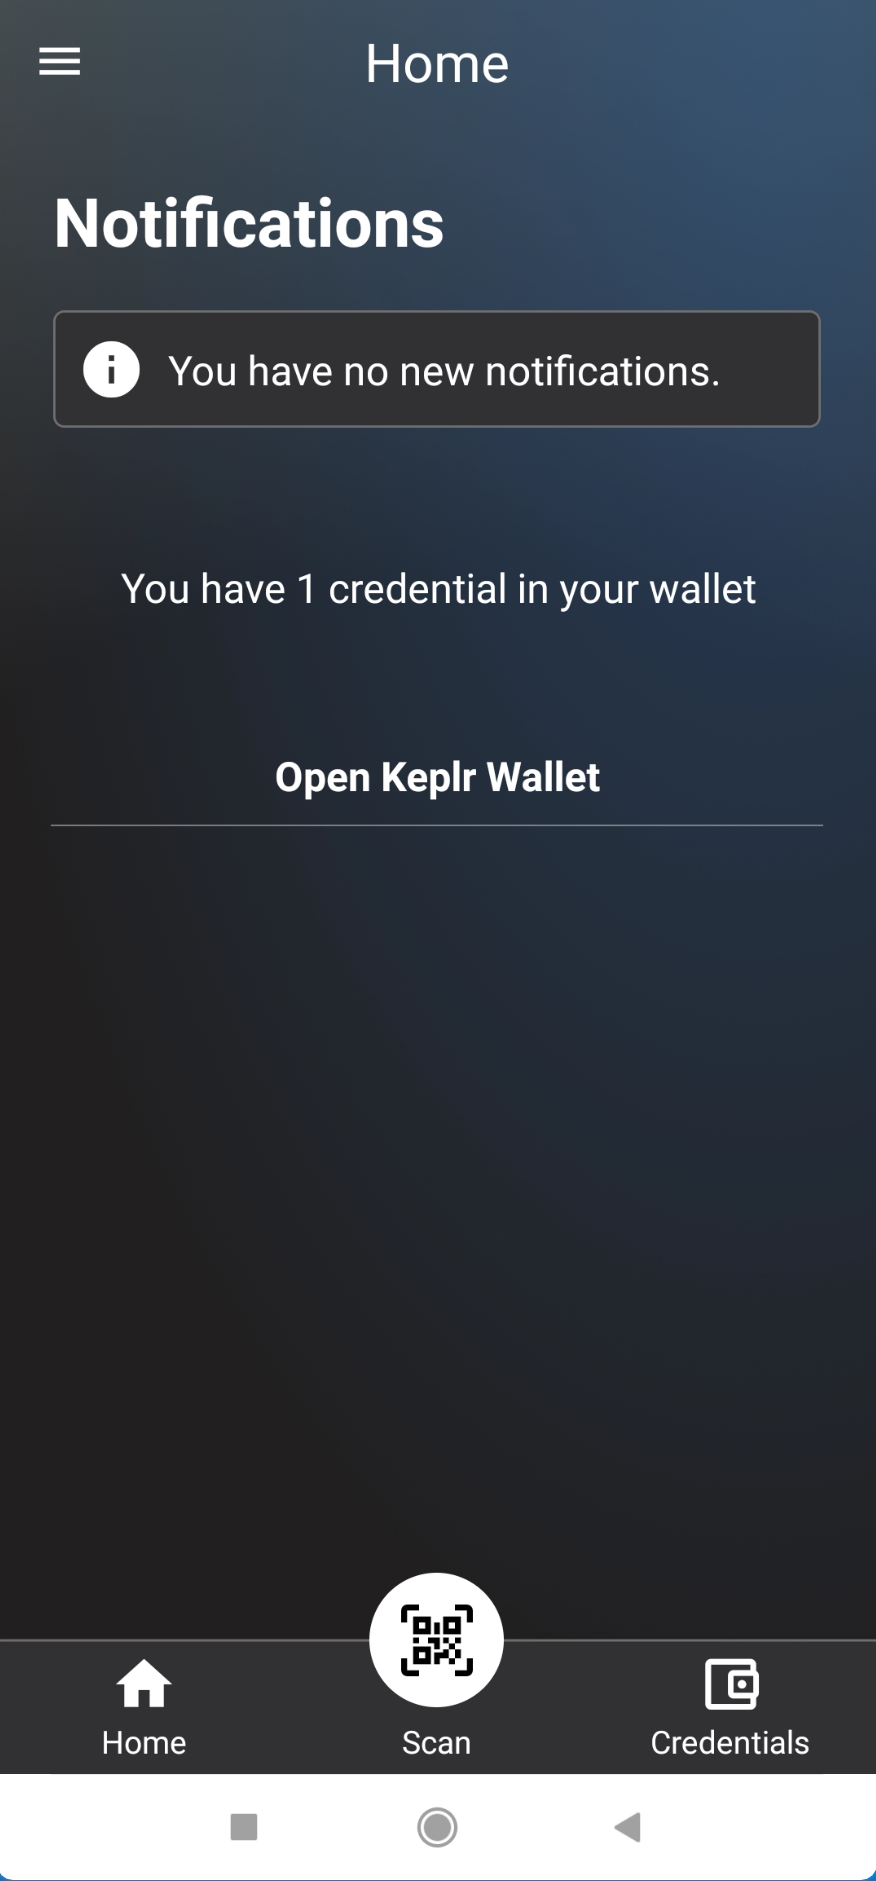 Home
Notifications
You have no new notifications.
You have 1 credential in your wallet
Open Keplr Wallet
Home
Scan
Credentials